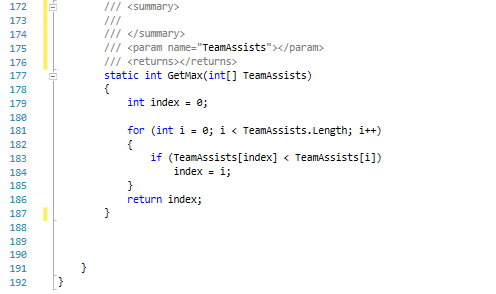 172 /// <summary>
173 ///
174 /// </summary>
175 /// <param name="TeamAssists"></param>
176 /// <returns></returns>
177 static int GetMax(int[] TeamAssists)
178 {
179 int index = 0;
180
181 for (int i = 0; i < TeamAssists.Length; i++)
182 {
183 if (TeamAssists[index] < TeamAssists[i])
184 index = i;
185 }
186 return index;
187 }
188
189
190
191 }
192 }